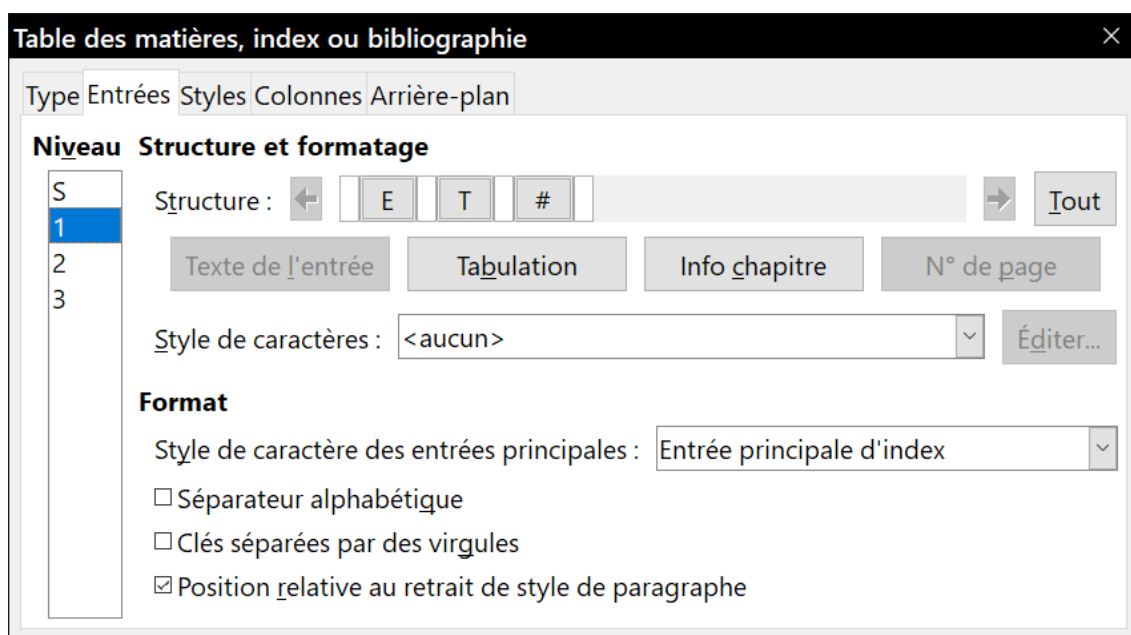 Table des matières, index ou bibliographie
Type Entrées Styles Colonnes Arrière-plan
Niveau Structure et formatage
S
1
2
3
Structure : E T # Tout
Texte de l'entrée Tabulation Info chapitre N° de page
Style de caractères : <aucun> Éditer...
Format
Style de caractère des entrées principales : Entrée principale d'index
Séparateur alphabétique
Clés séparées par des virgules
Position relative au retrait de style de paragraphe